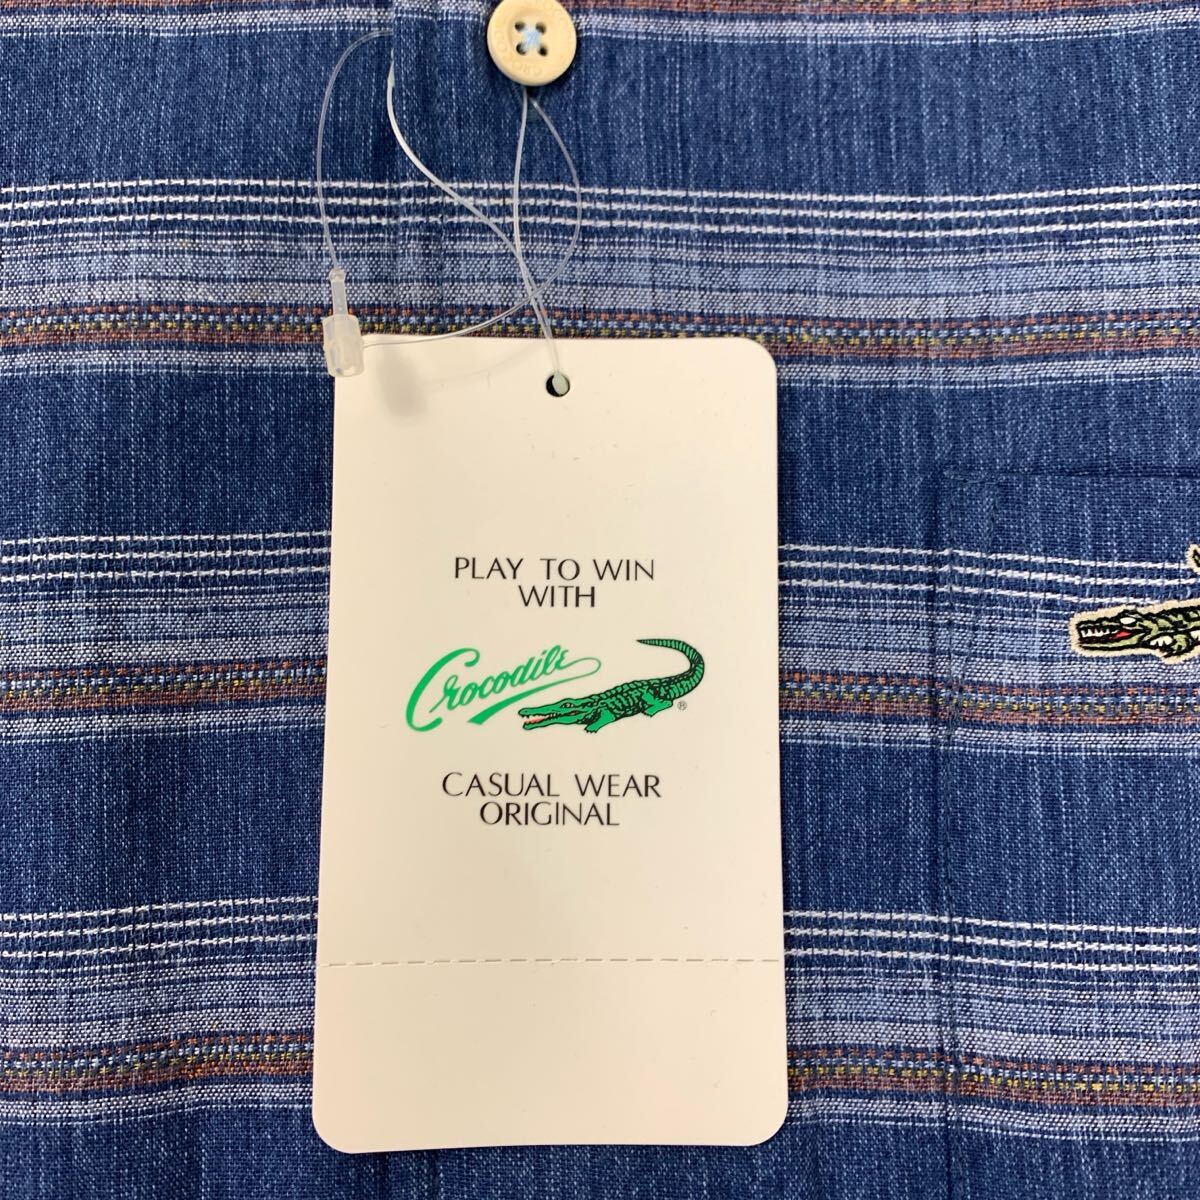 PLAY TO WIN
WITH
Crocodile
®
CASUAL WEAR
ORIGINAL